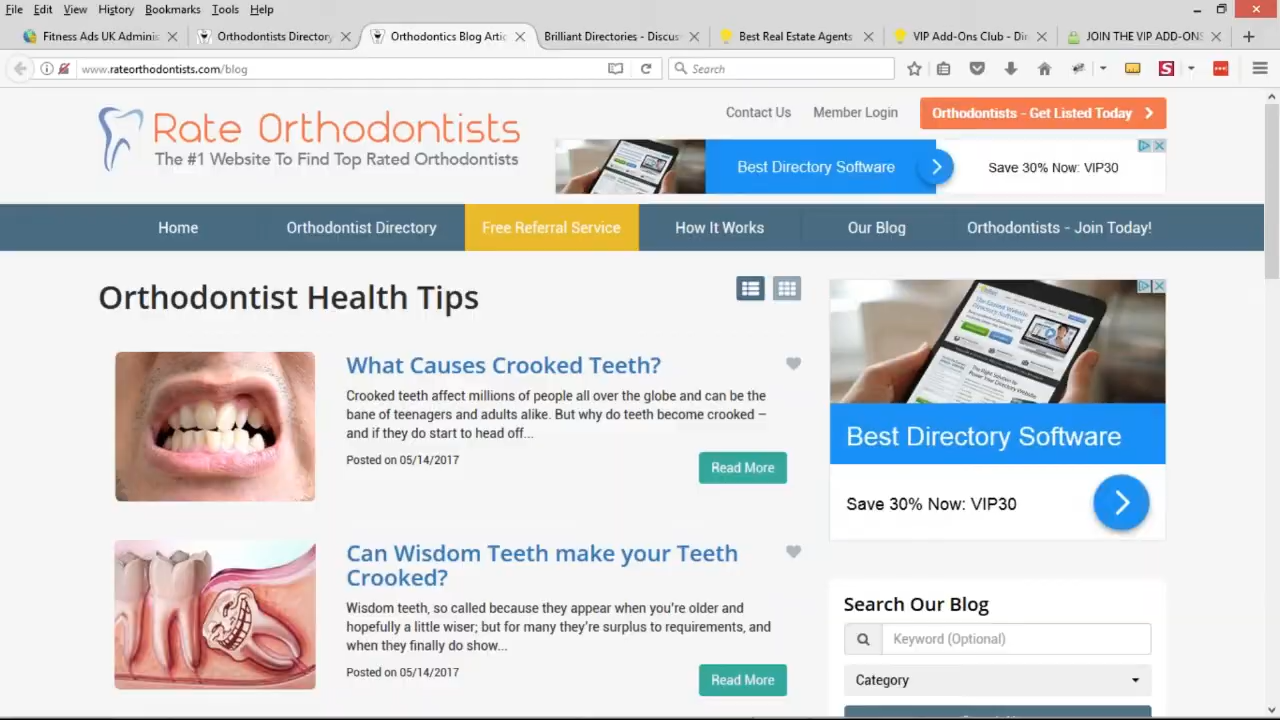 File Edit View History Bookmarks Tools Help
Fitness Ads UK Adminis
Orthodontists Directory
Orthodontics Blog Artic
Brilliant Directories - Discus
Best Real Estate Agents
VIP Add-Ons Club - Dir
JOIN THE VIP ADD-ONS
www.rateorthodontists.com/blog
Search
Contact Us
Member Login
Orthodontists - Get Listed Today
Rate Orthodontists
The #1 Website To Find Top Rated Orthodontists
Best Directory Software
Save 30% Now: VIP30
Home
Orthodontist Directory
Free Referral Service
How It Works
Our Blog
Orthodontists - Join Today!
Orthodontist Health Tips
What Causes Crooked Teeth?
Crooked teeth affect millions of people all over the globe and can be the
bane of teenagers and adults alike. But why do teeth become crooked –
and if they do start to head off...
Posted on 05/14/2017
Read More
Can Wisdom Teeth make your Teeth
Crooked?
Wisdom teeth, so called because they appear when you're older and
hopefully a little wiser; but for many they're surplus to requirements, and
when they finally do show...
Posted on 05/14/2017
Read More
Best Directory Software
Save 30% Now: VIP30
Search Our Blog
Keyword (Optional)
Category